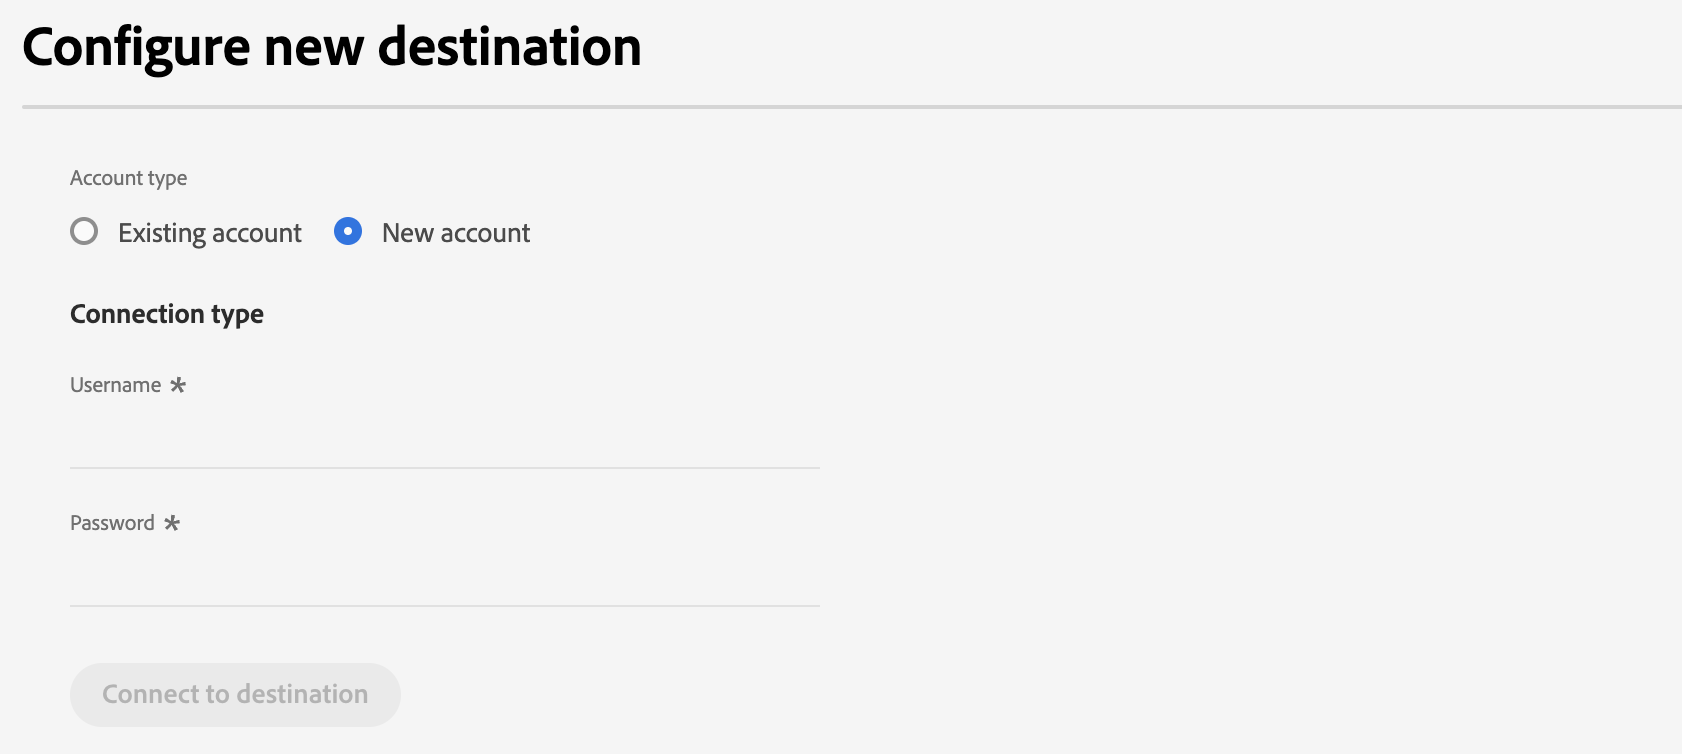 Configure new destination
Account type
Existing account New account
Connection type
Username *
Password *
Connect to destination